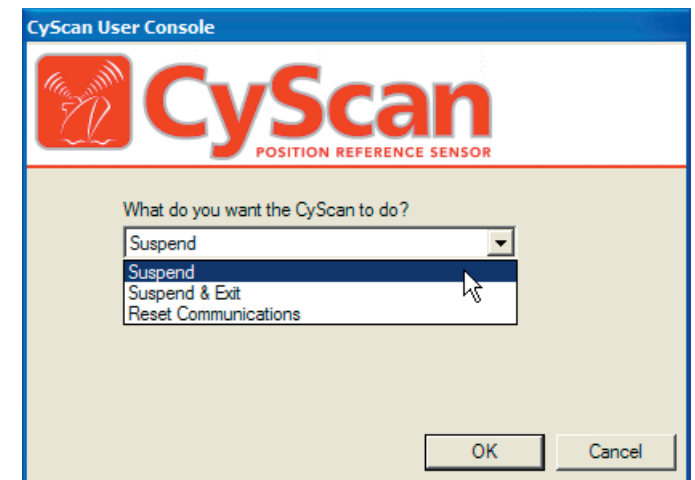 CyScan User Console
CyScan
POSITION REFERENCE SENSOR
What do you want the CyScan to do?
Suspend
Suspend
Suspend & Exit
Reset Communications
OK Cancel